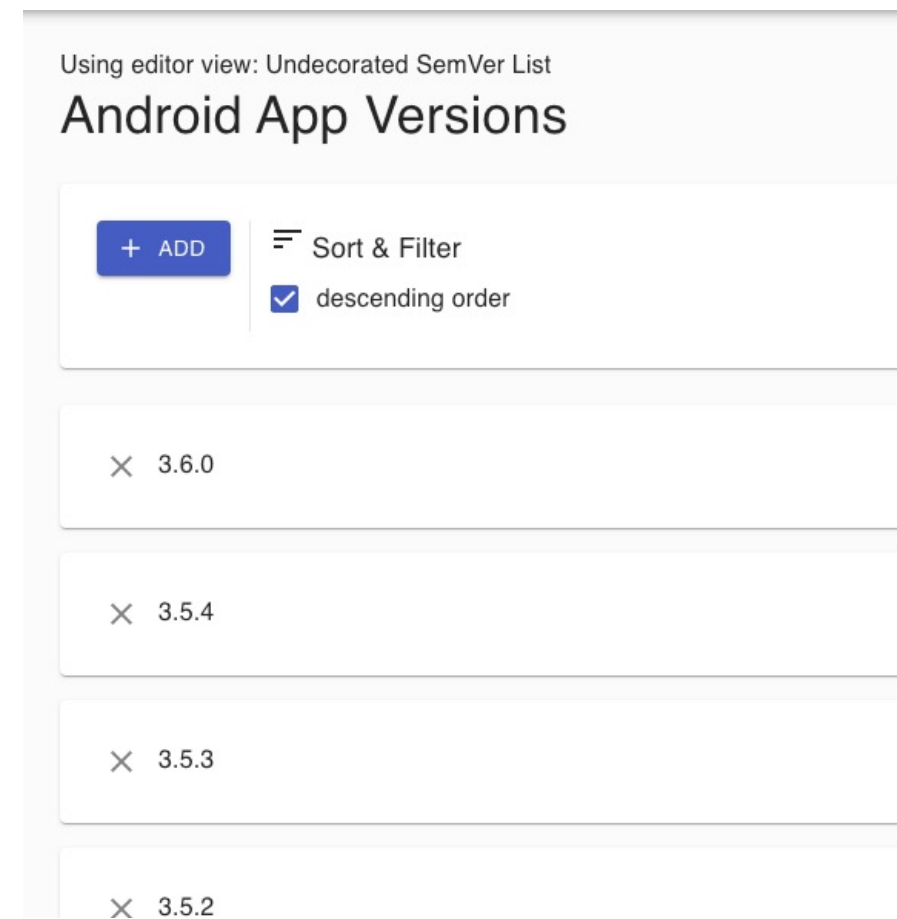 Using editor view: Undecorated SemVer List
Android App Versions
+ ADD
Sort & Filter
descending order
3.6.0
3.5.4
3.5.3
3.5.2